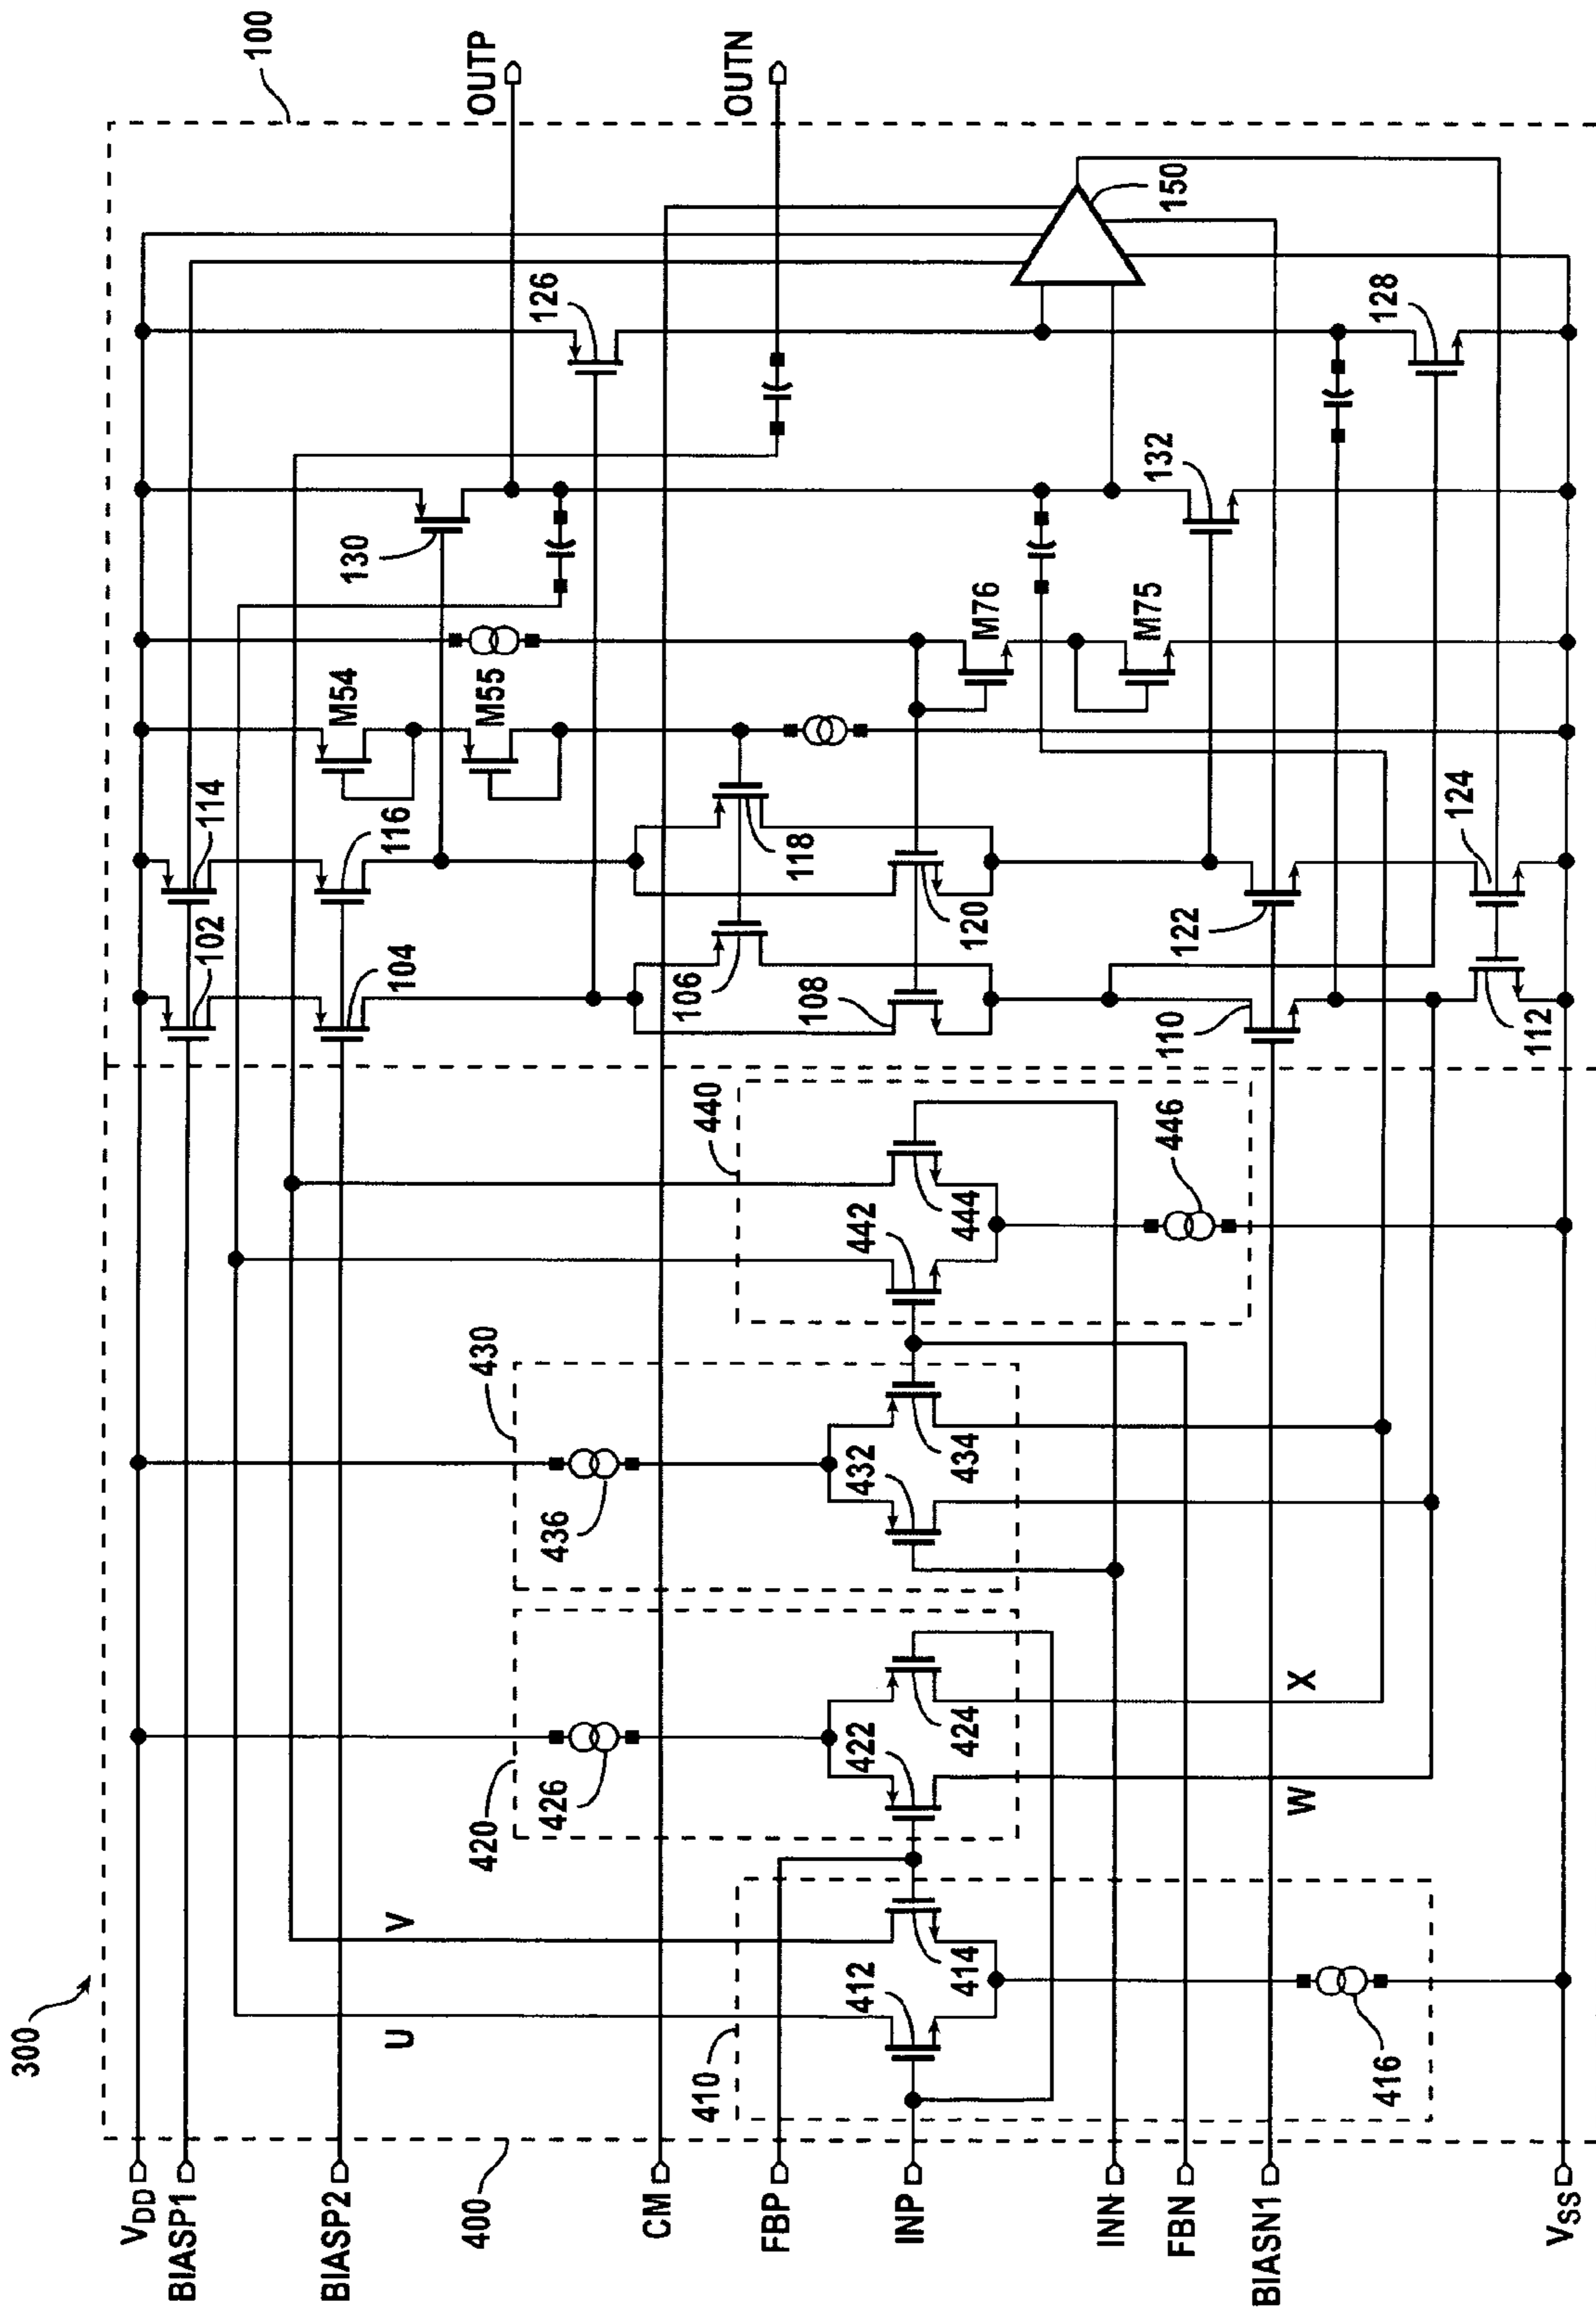 300
100
OUTP
OUTN
VDD
BIASP1
BIASP2
400
CM
FBP
INP
INN
FBN
BIASN1
VSS
U
V
W
X
410
412
414
416
420
422
424
426
430
432
434
436
440
442
444
446
102
104
106
108
110
112
114
116
118
120
122
124
M54
M55
M76
M75
130
132
126
128
150